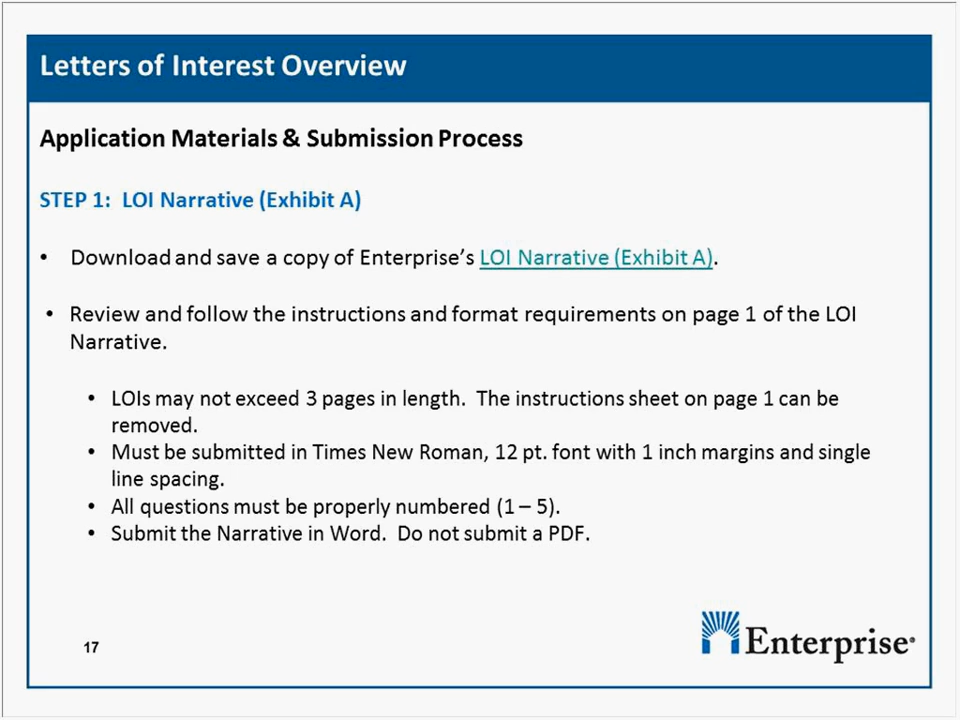 Letters of Interest Overview
Application Materials & Submission Process
STEP 1:  LOI Narrative (Exhibit A)
• Download and save a copy of Enterprise’s LOI Narrative (Exhibit A).
• Review and follow the instructions and format requirements on page 1 of the LOI
Narrative.
• LOIs may not exceed 3 pages in length.  The instructions sheet on page 1 can be
removed.
• Must be submitted in Times New Roman, 12 pt. font with 1 inch margins and single
line spacing.
• All questions must be properly numbered (1 – 5).
• Submit the Narrative in Word.  Do not submit a PDF.
17
Enterprise®